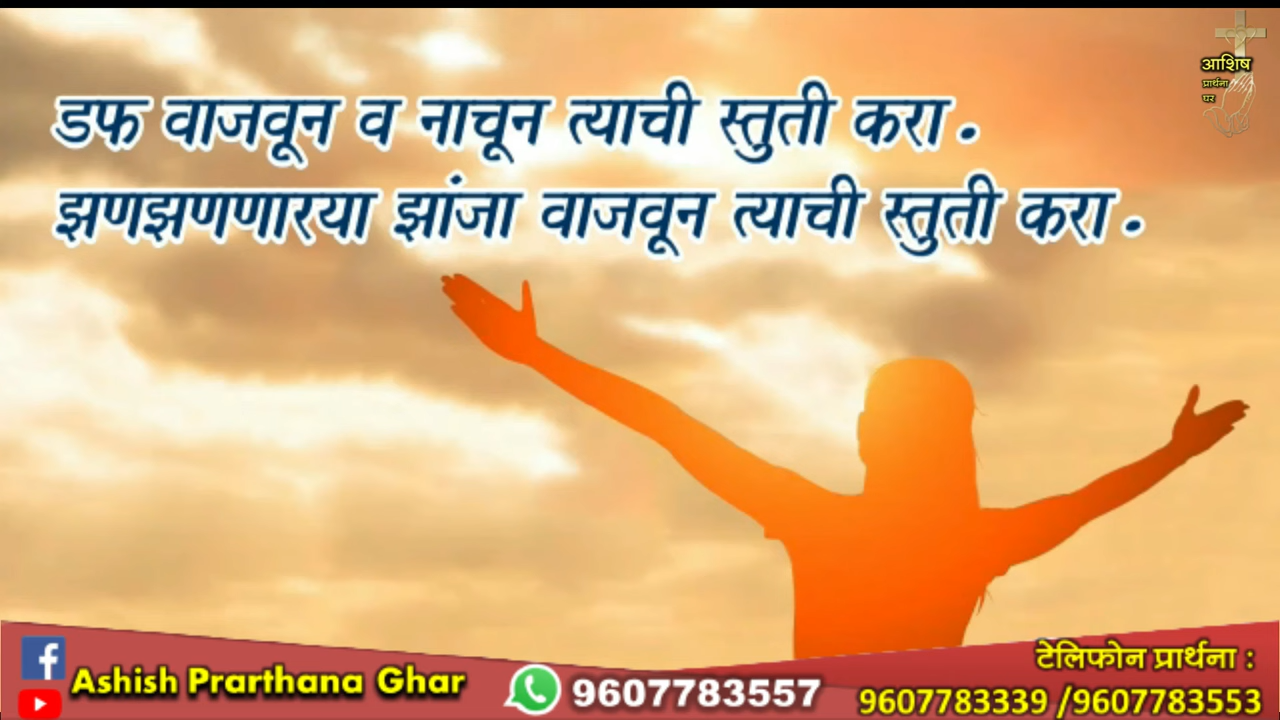 आशिष
प्रार्थना
घर
डफ वाजवून व नाचून त्याची स्तुती करा.
झणझणणारया झांजा वाजवून त्याची स्तुती करा.
टेलिफोन प्रार्थना :
Ashish Prarthana Ghar
9607783557
9607783339 /9607783553